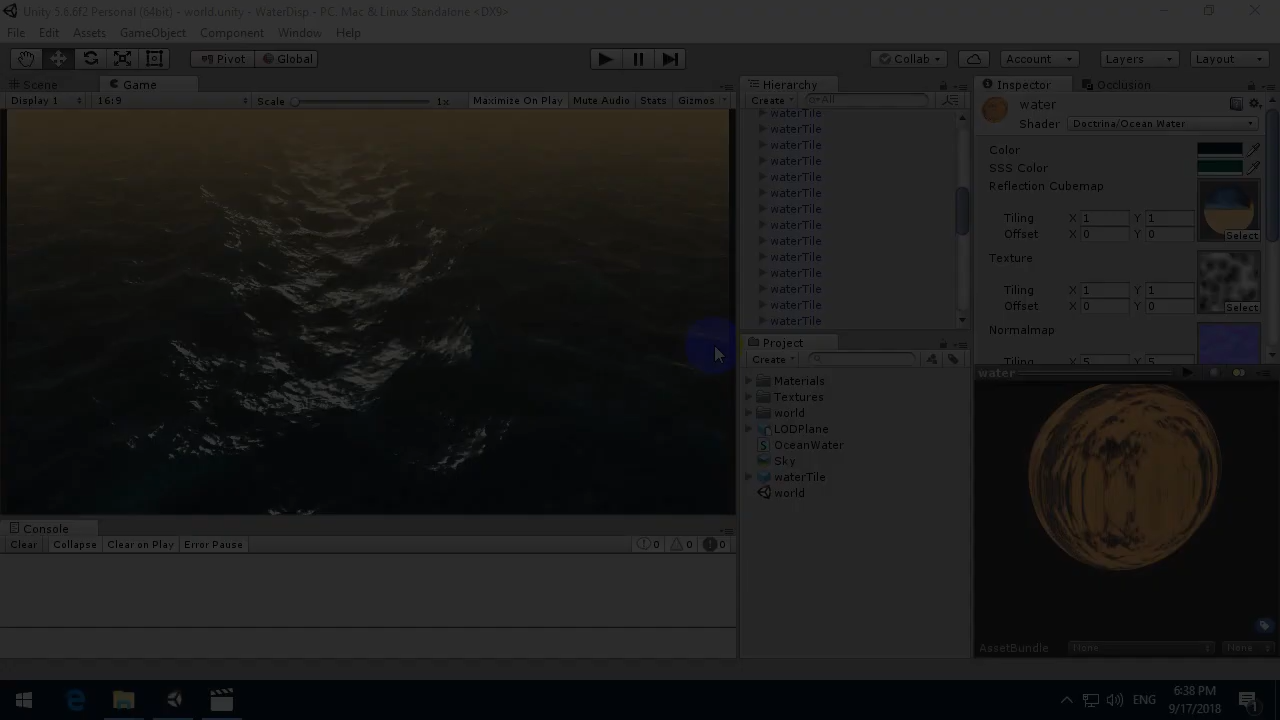 Unity 5.6.6f2 Personal (64bit) - world.unity - WaterDisp - PC, Mac & Linux Standalone <DX9>
File Edit Assets GameObject Component Window Help
Pivot Global Collab Account Layers Layout
Scene Game Hierarchy Inspector Occlusion
Display 1 16:9 Scale 1x Maximize On Play Mute Audio Stats Gizmos Create All
water
Shader Doctrina/Ocean Water
waterTile
waterTile
waterTile
waterTile
waterTile
waterTile
waterTile
waterTile
waterTile
waterTile
waterTile
waterTile
waterTile
waterTile
Color
SSS Color
Reflection Cubemap
Tiling X 1 Y 1
Offset X 0 Y 0
Select
Texture
Tiling X 1 Y 1
Offset X 0 Y 0
Select
Normalmap
Tiling X 5 Y 5
Project
Create
Materials
Textures
world
LODPlane
OceanWater
Sky
waterTile
world
water
AssetBundle None None
Console
Clear Collapse Clear on Play Error Pause 0 0 0
ENG
6:38 PM
9/17/2018
1